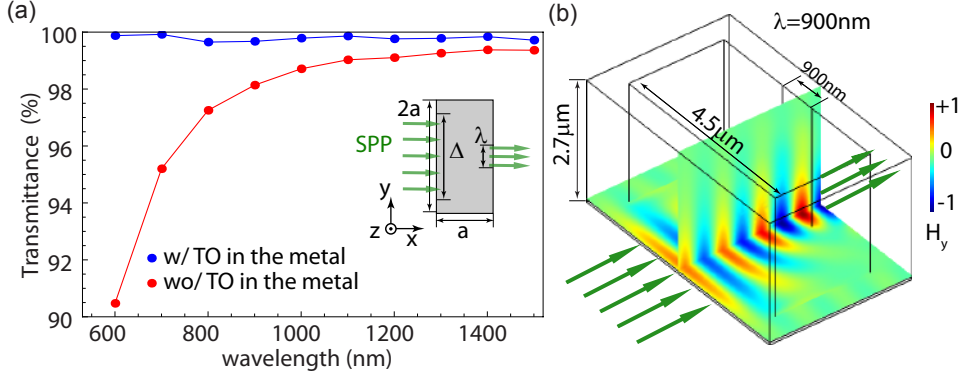 (a)
100
98
96
94
92
90
Transmittance (%)
600
800
1000
1200
1400
wavelength (nm)
2a
SPP
Δ
λ
y
z
x
a
w/ TO in the metal
wo/ TO in the metal
(b)
λ=900nm
900nm
4.5μm
2.7μm
+1
0
-1
Hy